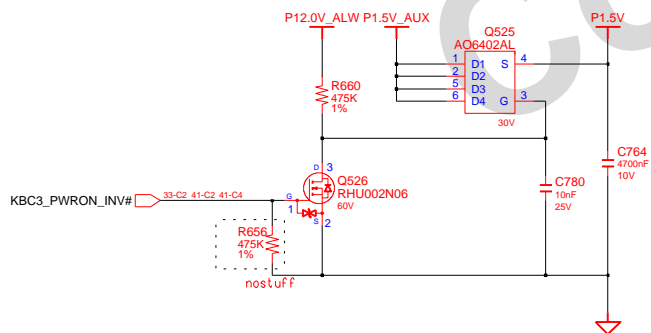 P12.0V_ALW P1.5V_AUX P1.5V
Q525
AO6402AL
1 D1 S 4
2 D2
5 D3
6 D4 G 3
30V
R660
475K
1%
C764
4700nF
10V
D 3
Q526
RHU002N06
60V
C780
10nF
25V
KBC3_PWRON_INV# 33-C2 41-C2 41-C4 G
1 S 2
R656
475K
1%
nostuff